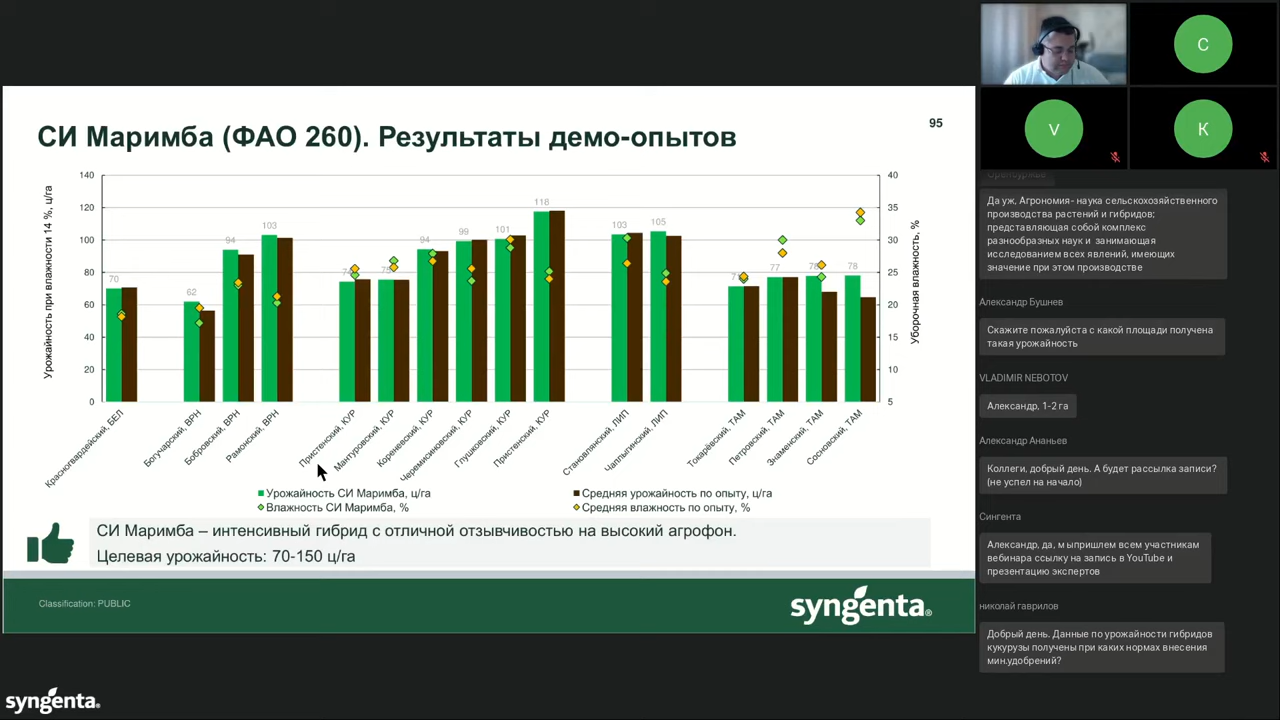 СИ Маримба (ФАО 260). Результаты демо-опытов
95
Урожайность при влажности 14 %, ц/га
140
120
100
80
60
40
20
0
40
35
30
25
20
15
10
5
Уборочная влажность, %
70
62
94
103
94
99
101
118
103
105
77
78
78
Красногвардейский, БЕЛ
Богучарский, ВРН
Бобровский, ВРН
Рамонский, ВРН
Пристенский, КУР
Мантуровский, КУР
Кореневский, КУР
Черемисиновский, КУР
Глушковский, КУР
Пристенский, КУР
Становлянский, ЛИП
Чаплыгинский, ЛИП
Токарёвский, ТАМ
Петровский, ТАМ
Знаменский, ТАМ
Сосновский, ТАМ
Урожайность СИ Маримба, ц/га
Средняя урожайность по опыту, ц/га
Влажность СИ Маримба, %
Средняя влажность по опыту, %
СИ Маримба – интенсивный гибрид с отличной отзывчивостью на высокий агрофон.
Целевая урожайность: 70-150 ц/га
Classification: PUBLIC
syngenta®
syngenta®
C
V
К
Да уж, Агрономия- наука сельскохозяйственного
производства растений и гибридов;
представляющая собой комплекс
разнообразных наук и занимающая
исследованием всех явлений, имеющих
значение при этом производстве
Александр Бушнев
Скажите пожалуйста с какой площади получена
такая урожайность
VLADIMIR NEBOTOV
Александр, 1-2 га
Александр Ананьев
Коллеги, добрый день. А будет рассылка записи?
(не успел на начало)
Сингента
Александр, да, м ыпришлем всем участникам
вебинара ссылку на запись в YouTube и
презентацию экспертов
николай гаврилов
Добрый день. Данные по урожайности гибридов
кукурузы получены при каких нормах внесения
мин.удобрений?